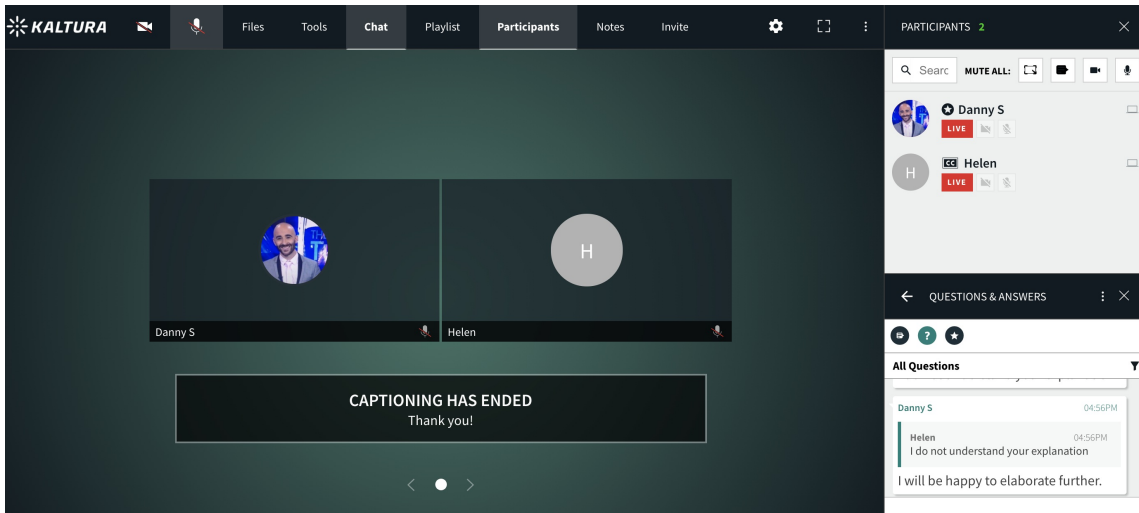 KALTURA
Files
Tools
Chat
Playlist
Participants
Notes
Invite
PARTICIPANTS 2
Searc
MUTE ALL:
Danny S
LIVE
H
CC Helen
LIVE
H
Danny S
Helen
CAPTIONING HAS ENDED
Thank you!
QUESTIONS & ANSWERS
?
All Questions
Danny S 04:56PM
Helen 04:56PM
I do not understand your explanation
I will be happy to elaborate further.